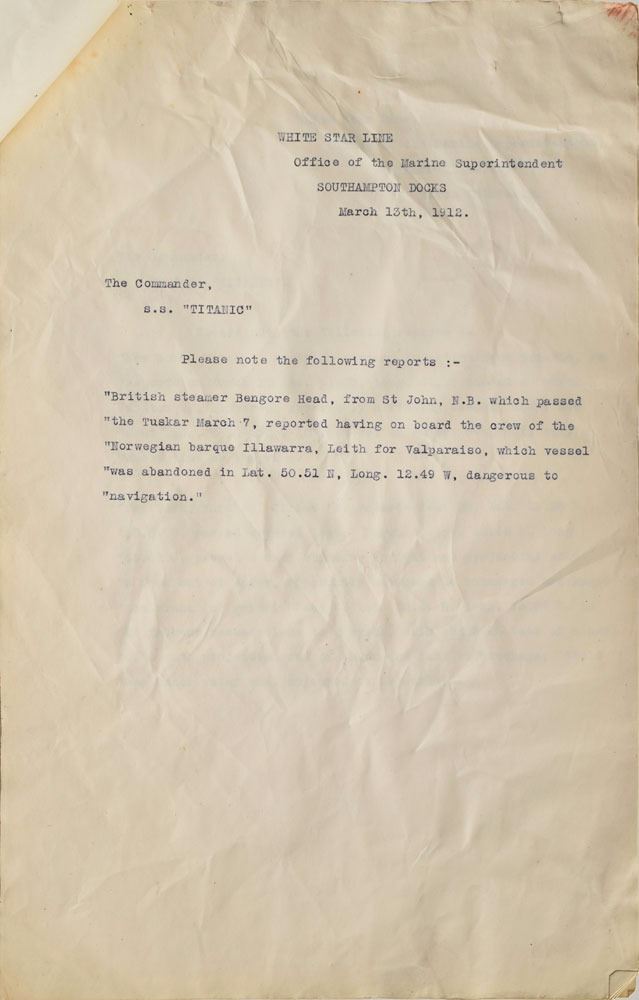 WHITE STAR LINE
Office of the Marine Superintendent
SOUTHAMPTON DOCKS
March 13th, 1912.
The Commander,
s.s. "TITANIC"
Please note the following reports :-
"British steamer Bengore Head, from St John, N.B. which passed
"the Tuskar March 7, reported having on board the crew of the
"Norwegian barque Illawarra, Leith for Valparaiso, which vessel
"was abandoned in Lat. 50.51 N, Long. 12.49 W, dangerous to
"navigation."